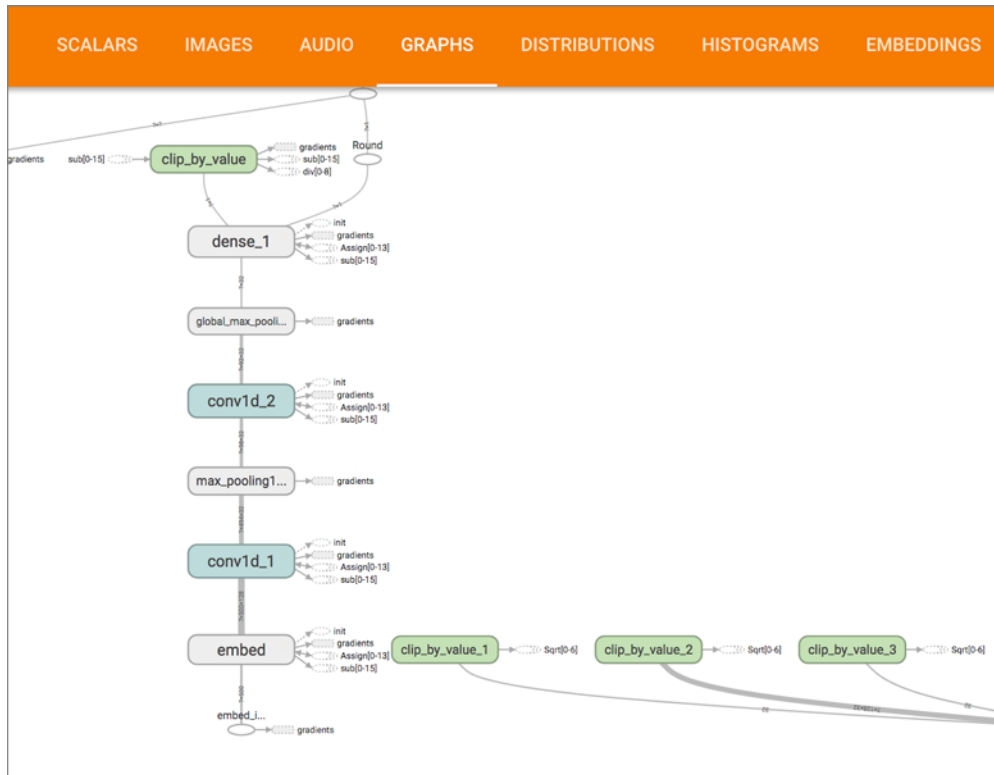 SCALARS IMAGES AUDIO GRAPHS DISTRIBUTIONS HISTOGRAMS EMBEDDINGS
Round
gradients
sub[0-15]
clip_by_value
gradients
sub[0-15]
div[0-8]
dense_1
init
gradients
Assign[0-13]
sub[0-15]
global_max_pooli...
gradients
conv1d_2
init
gradients
Assign[0-13]
sub[0-15]
max_pooling1...
gradients
conv1d_1
init
gradients
Assign[0-13]
sub[0-15]
embed
init
gradients
Assign[0-13]
sub[0-15]
clip_by_value_1
Sqrt[0-6]
clip_by_value_2
Sqrt[0-6]
clip_by_value_3
Sqrt[0-6]
embed_i...
gradients